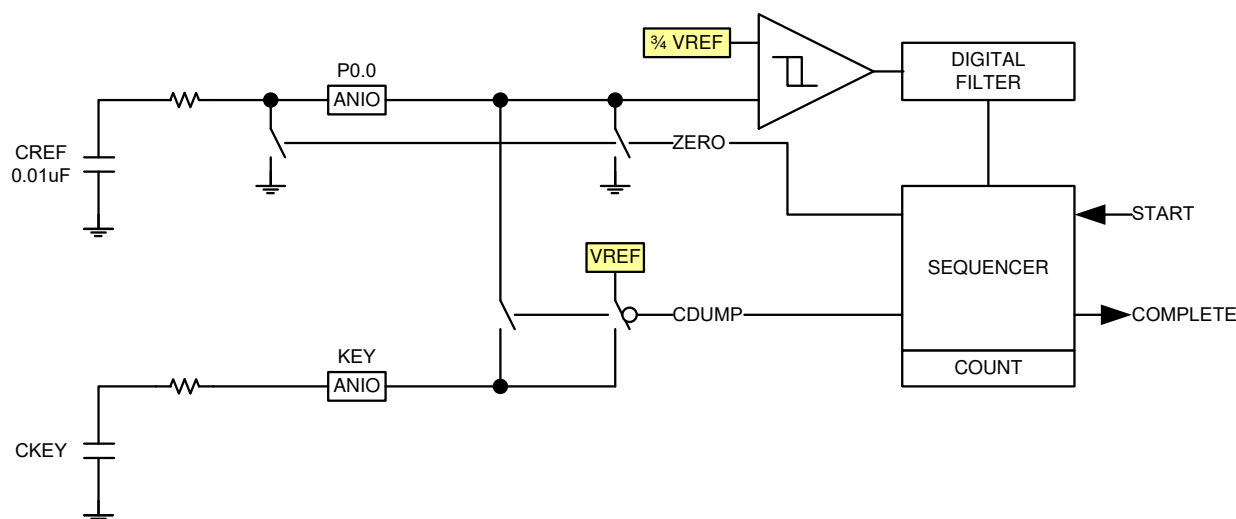 ¾ VREF
DIGITAL
FILTER
P0.0
ANIO
CREF
0.01uF
ZERO
START
VREF
SEQUENCER
CDUMP
COMPLETE
KEY
ANIO
COUNT
CKEY